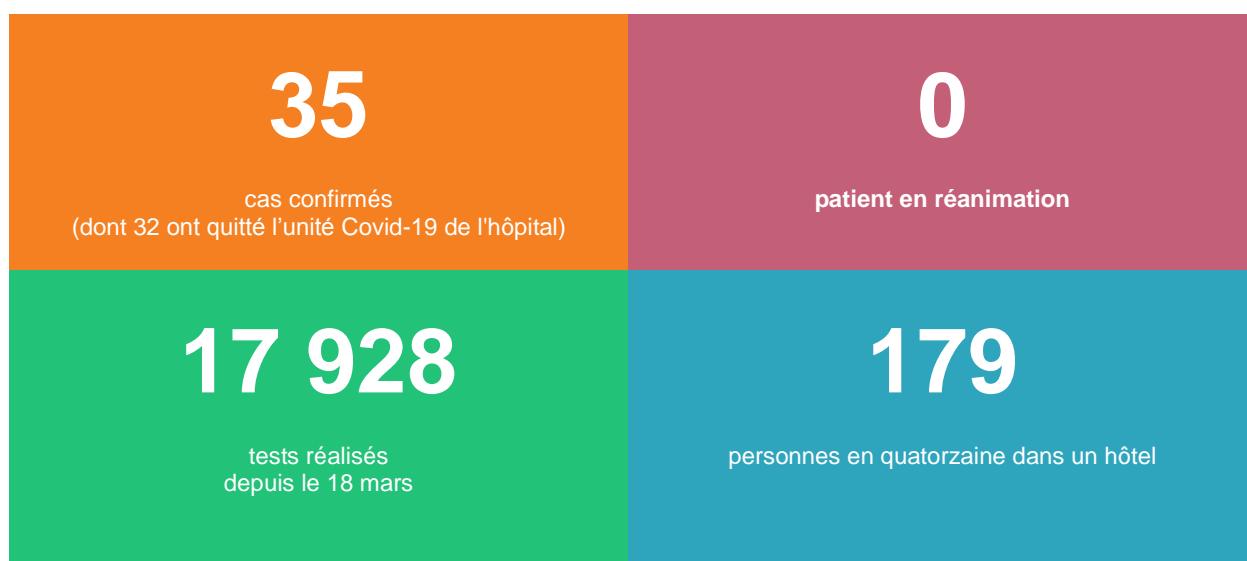 35
cas confirmés
(dont 32 ont quitté l’unité Covid-19 de l'hôpital)
0
patient en réanimation
17 928
tests réalisés
depuis le 18 mars
179
personnes en quatorzaine dans un hôtel